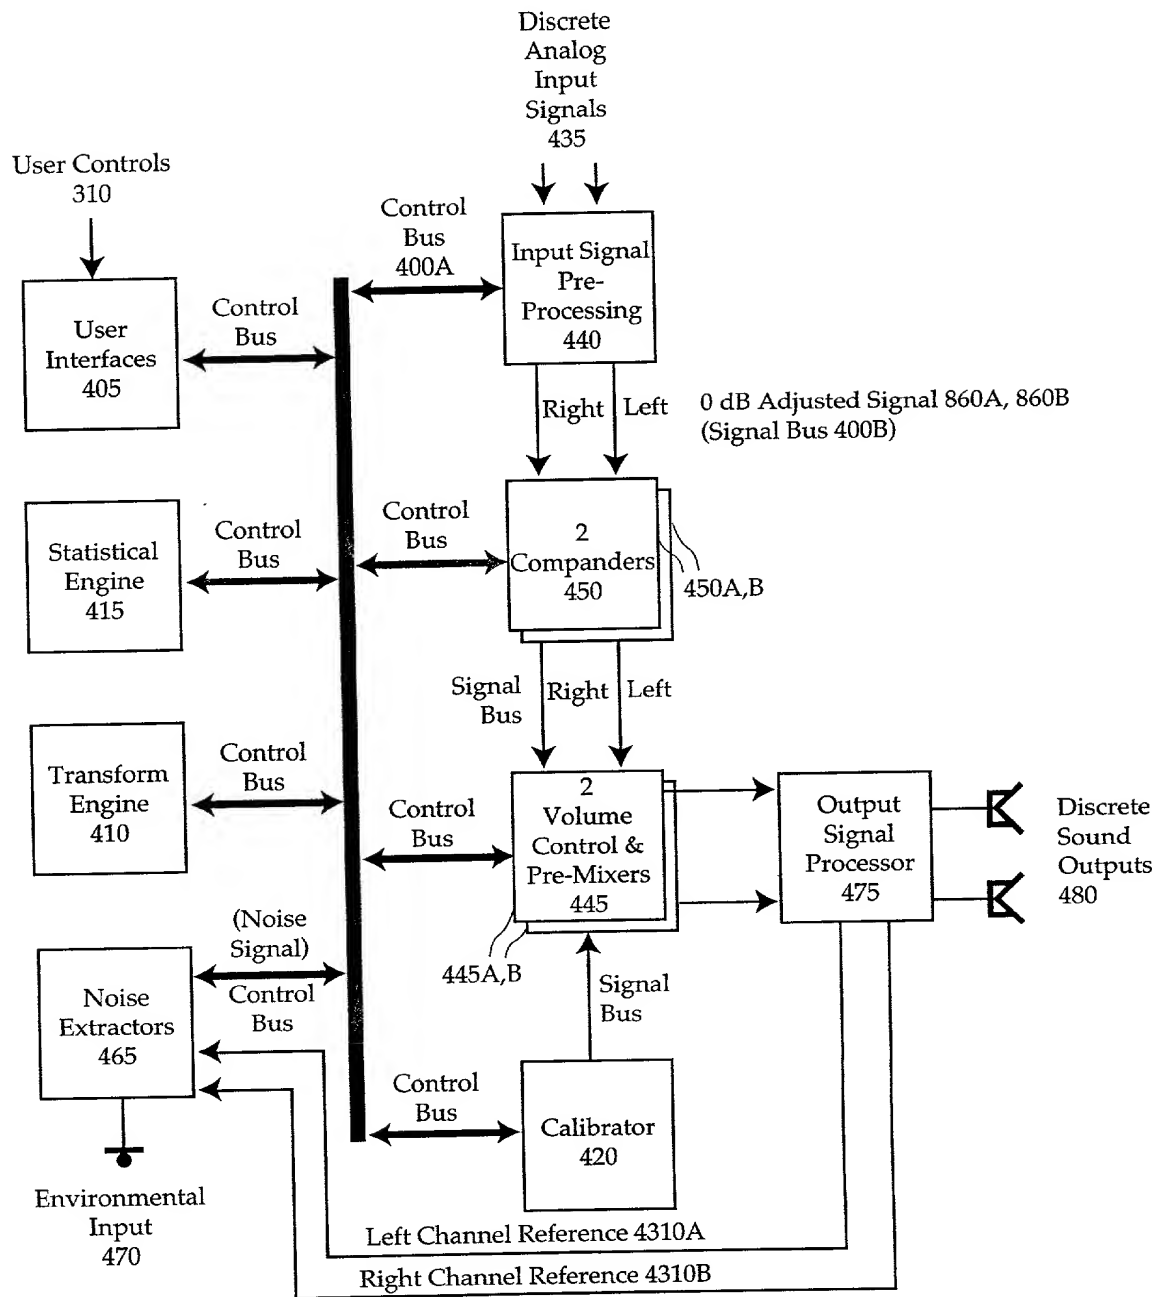 Discrete
Analog
Input
Signals
435
User Controls
310
Control
Bus
400A
Input Signal
Pre-
Processing
440
User
Interfaces
405
Control
Bus
Right
Left
0 dB Adjusted Signal 860A, 860B
(Signal Bus 400B)
Statistical
Engine
415
Control
Bus
Control
Bus
2
Companders
450
450A,B
Signal
Bus
Right
Left
Transform
Engine
410
Control
Bus
Control
Bus
2
Volume
Control &
Pre-Mixers
445
445A,B
Output
Signal
Processor
475
Discrete
Sound
Outputs
480
(Noise
Signal)
Control
Bus
Noise
Extractors
465
Signal
Bus
Control
Bus
Calibrator
420
Environmental
Input
470
Left Channel Reference 4310A
Right Channel Reference 4310B